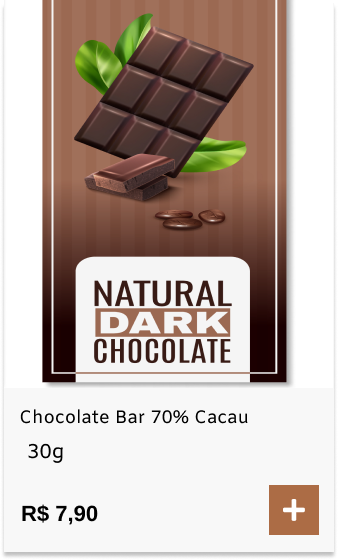 NATURAL
DARK
CHOCOLATE
Chocolate Bar 70% Cacau
30g
R$ 7,90
+